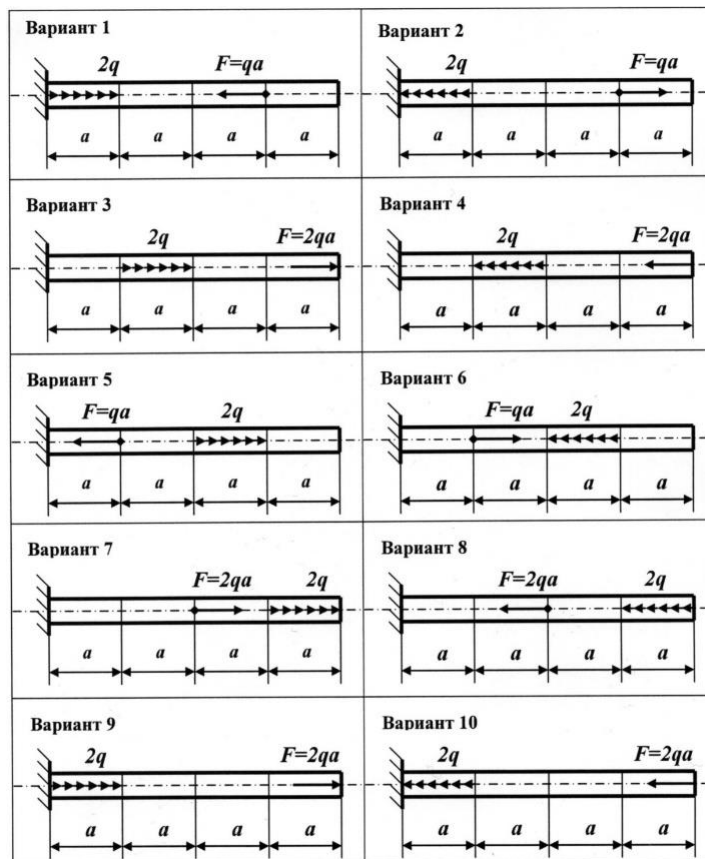 Вариант 1
2q F=qa
a a a a
Вариант 2
2q F=qa
a a a a
Вариант 3
2q F=2qa
a a a a
Вариант 4
2q F=2qa
a a a a
Вариант 5
F=qa 2q
a a a a
Вариант 6
F=qa 2q
a a a a
Вариант 7
F=2qa 2q
a a a a
Вариант 8
F=2qa 2q
a a a a
Вариант 9
2q F=2qa
a a a a
Вариант 10
2q F=2qa
a a a a